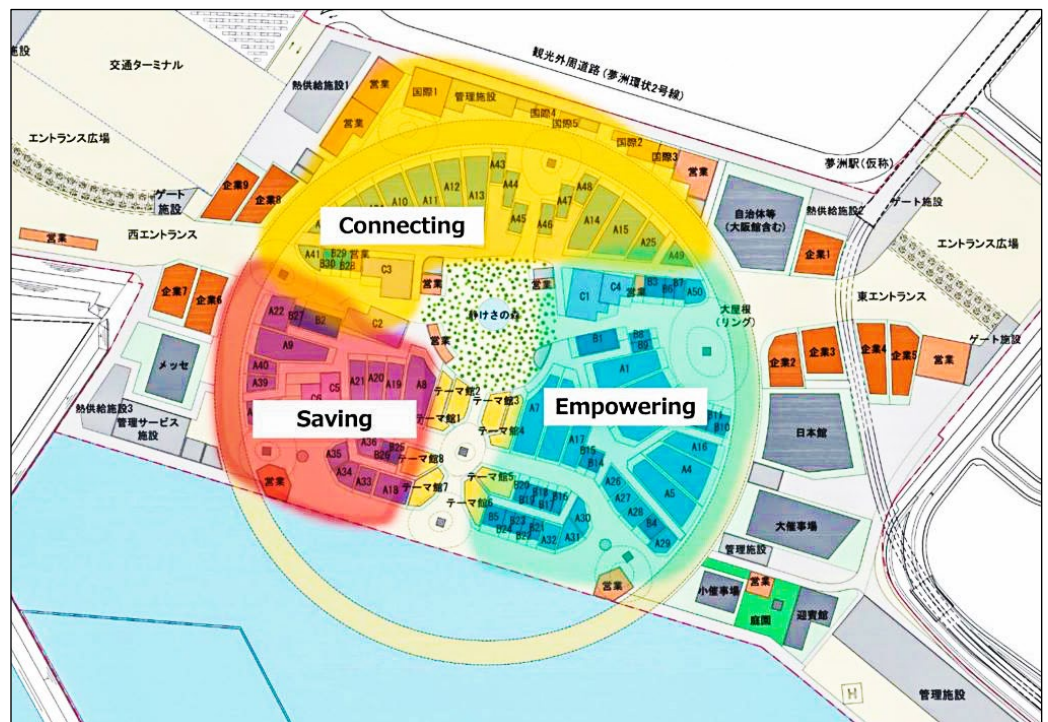 施設
交通ターミナル
熱供給施設1
営業
営業
国際1
管理施設
国際4
国際5
国際2
国際3
営業
観光外周道路(夢洲環状2号線)
夢洲駅(仮称)
エントランス広場
ゲート
施設
企業9
企業8
営業
西エントランス
A10
A11
A12
A13
A43
A44
A45
A46
A47
A48
A14
A15
A25
A49
Connecting
A41
B29
営業
B30
B28
C3
営業
静けさの森
営業
C1
C4
営業
B3
B7
B6
A50
自治体等
(大阪館含む)
熱供給施設2
企業1
ゲート
施設
エントランス広場
東エントランス
大屋根
(リング)
企業7
企業6
A22
B27
B2
C2
営業
A9
A40
A39
C5
A21
A20
A19
A8
B1
B8
B9
A1
企業2
企業3
企業4
企業5
営業
ゲート
施設
メッセ
熱供給施設3
管理サービス
施設
Saving
テーマ館2
テーマ館3
テーマ館1
テーマ館4
A7
Empowering
B11
B10
A16
日本館
A36
B25
B26
テーマ館8
A35
A34
A33
A18
テーマ館7
営業
テーマ館5
テーマ館6
A17
B15
B14
A4
A5
A26
A27
A28
B4
A29
B20
B18
B16
B19
B17
B5
B23
B21
B24
B22
A30
A31
A32
営業
大催事場
管理施設
小催事場
営業
庭園
迎賓館
管理施設
H